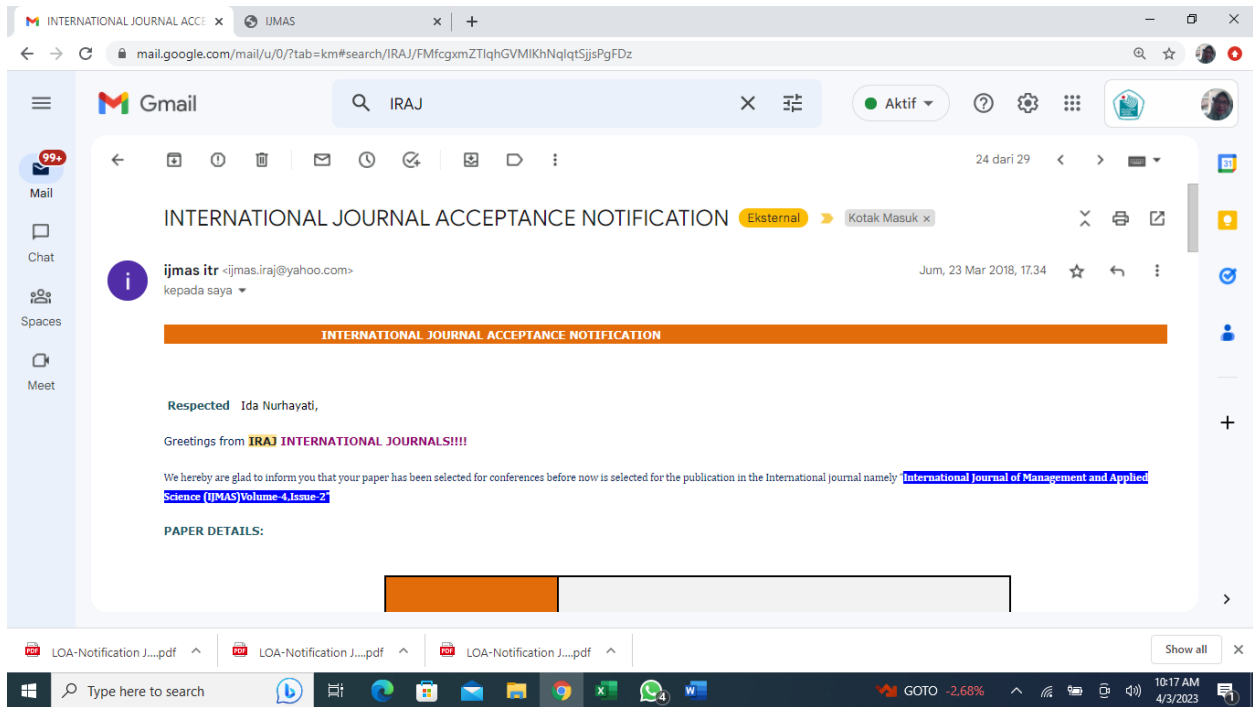 INTERNATIONAL JOURNAL ACCE
IJMAS
mail.google.com/mail/u/0/?tab=km#search/IRAJ/FMfcgxmZTlqhGVMlKhNqlqtSjjsPgFDz
Gmail
IRAJ
Aktif
99+
Mail
Chat
Spaces
Meet
24 dari 29
31
INTERNATIONAL JOURNAL ACCEPTANCE NOTIFICATION Eksternal Kotak Masuk x
i
ijmas itr <ijmas.iraj@yahoo.com>
Jum, 23 Mar 2018, 17.34
kepada saya
INTERNATIONAL JOURNAL ACCEPTANCE NOTIFICATION
Respected Ida Nurhayati,
Greetings from IRAJ INTERNATIONAL JOURNALS!!!!
We hereby are glad to inform you that your paper has been selected for conferences before now is selected for the publication in the International journal namely "International Journal of Management and Applied
Science (IJMAS)Volume-4,Issue-2"
PAPER DETAILS:
LOA-Notification J....pdf
LOA-Notification J....pdf
LOA-Notification J....pdf
Show all
Type here to search
4
GOTO -2,68%
10:17 AM
4/3/2023
1